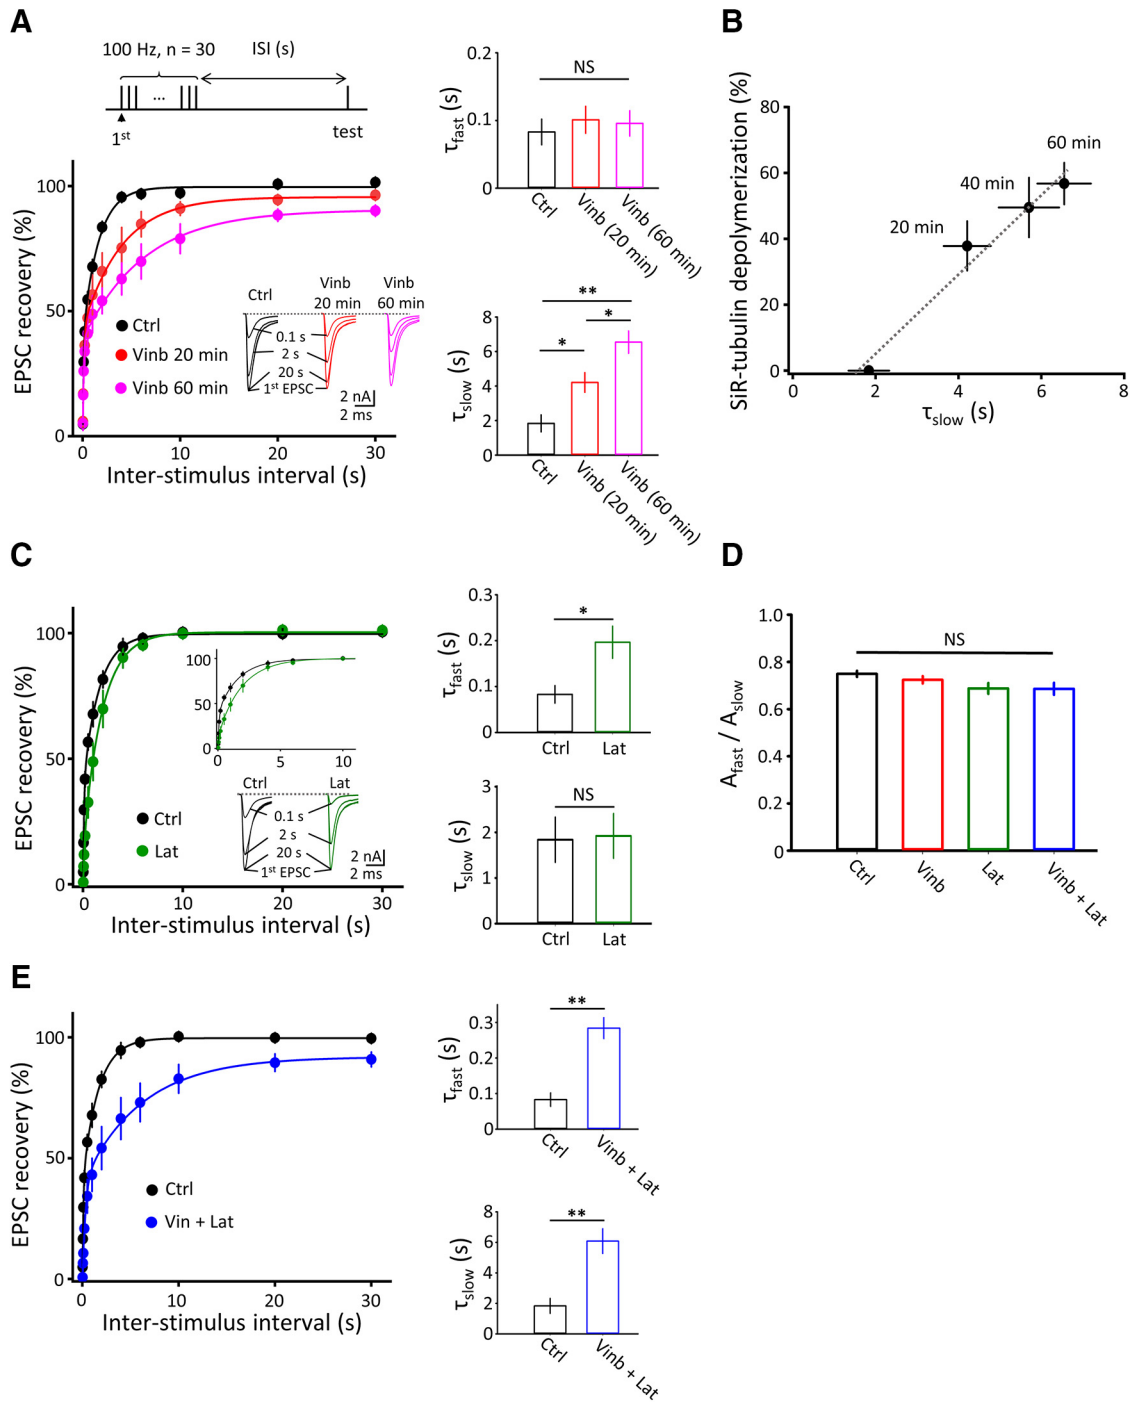 A
100 Hz, n = 30
ISI (s)
...
1st
test
EPSC recovery (%)
100
50
0
0
10
20
30
Inter-stimulus interval (s)
Ctrl
Vinb 20 min
Vinb 60 min
Ctrl
Vinb
20 min
Vinb
60 min
0.1 s
2 s
20 s
1st EPSC
2 nA
2 ms
τfast (s)
0.2
0.1
0
NS
Ctrl
Vinb (20 min)
Vinb (60 min)
τslow (s)
8
6
4
2
0
**
*
*
Ctrl
Vinb (20 min)
Vinb (60 min)
B
SiR-tubulin depolymerization (%)
80
60
40
20
0
60 min
40 min
20 min
0
2
4
6
8
τslow (s)
C
EPSC recovery (%)
100
50
0
0
10
20
30
Inter-stimulus interval (s)
100
50
0
0
5
10
Ctrl
Lat
Ctrl
Lat
0.1 s
2 s
20 s
1st EPSC
2 nA
2 ms
τfast (s)
0.3
0.2
0.1
0
*
Ctrl
Lat
τslow (s)
3
2
1
0
NS
Ctrl
Lat
D
Afast / Aslow
1.0
0.8
0.6
0.4
0.2
0
NS
Ctrl
Vinb
Lat
Vinb + Lat
E
EPSC recovery (%)
100
50
0
0
10
20
30
Inter-stimulus interval (s)
Ctrl
Vin + Lat
τfast (s)
0.3
0.2
0.1
0
**
Ctrl
Vinb + Lat
τslow (s)
8
6
4
2
0
**
Ctrl
Vinb + Lat